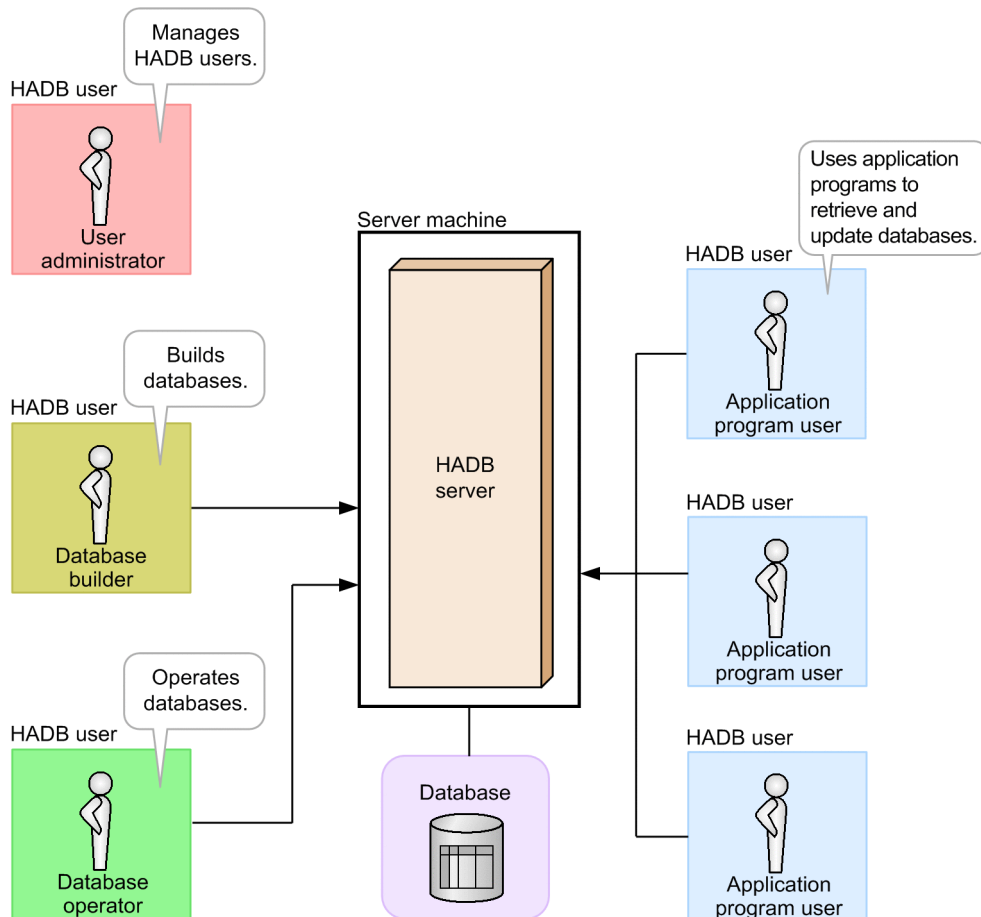 Manages
HADB users.
HADB user
User
administrator
Builds
databases.
HADB user
Database
builder
Operates
databases.
HADB user
Database
operator
Server machine
HADB
server
Database
Uses application
programs to
retrieve and
update databases.
HADB user
Application
program user
HADB user
Application
program user
HADB user
Application
program user